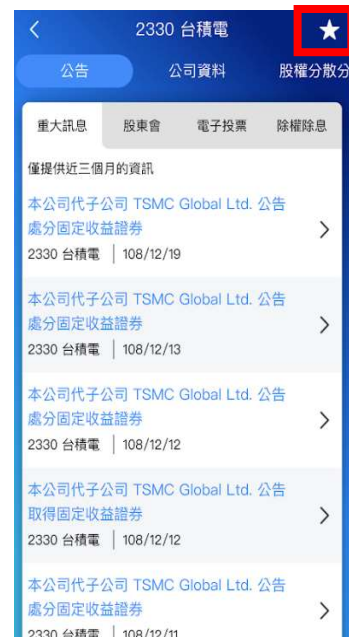 2330 台積電
公告 公司資料 股權分散分
重大訊息 股東會 電子投票 除權除息
僅提供近三個月的資訊
本公司代子公司 TSMC Global Ltd. 公告
處分固定收益證券
2330 台積電 | 108/12/19
本公司代子公司 TSMC Global Ltd. 公告
處分固定收益證券
2330 台積電 | 108/12/13
本公司代子公司 TSMC Global Ltd. 公告
處分固定收益證券
2330 台積電 | 108/12/12
本公司代子公司 TSMC Global Ltd. 公告
取得固定收益證券
2330 台積電 | 108/12/12
本公司代子公司 TSMC Global Ltd. 公告
處分固定收益證券
2330 台積電 | 108/12/11